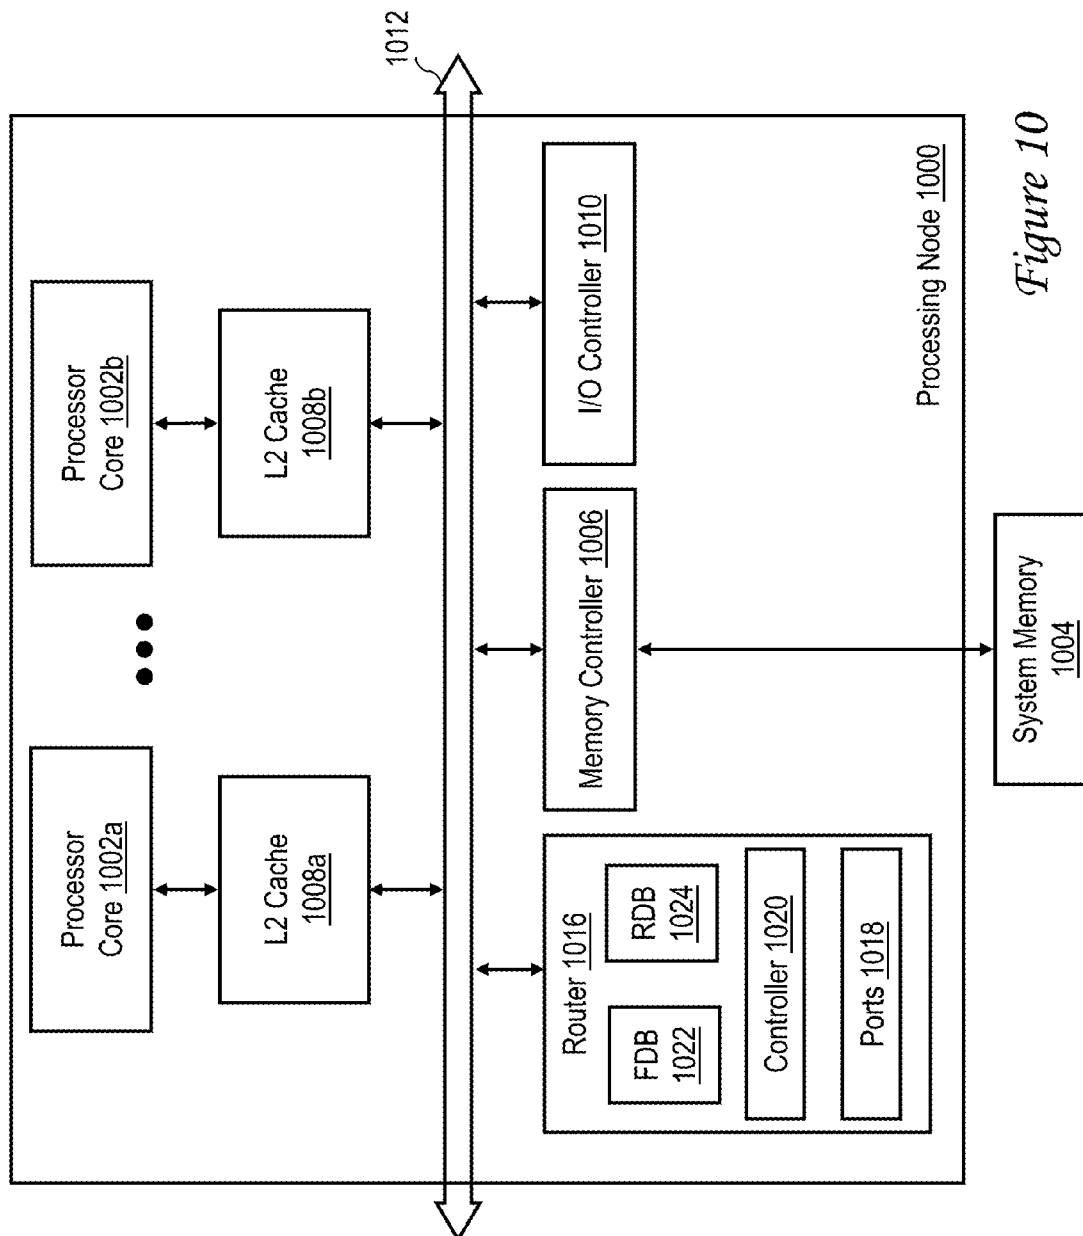 Processor
Core 1002a
Processor
Core 1002b
L2 Cache
1008a
L2 Cache
1008b
1012
Router 1016
FDB
1022
RDB
1024
Controller 1020
Ports 1018
Memory Controller 1006
I/O Controller 1010
Processing Node 1000
System Memory
1004
Figure 10